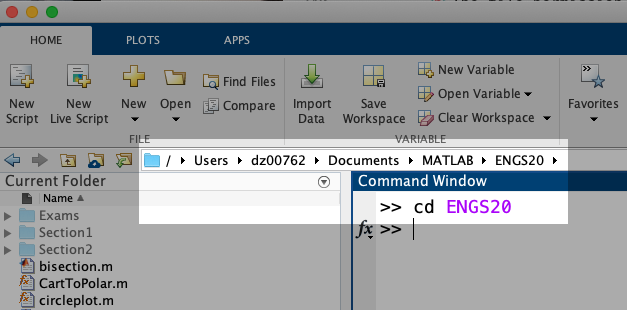 HOME PLOTS APPS
New Script
New Live Script
New
Open
Find Files
Compare
FILE
Import Data
Save Workspace
New Variable
Open Variable
Clear Workspace
VARIABLE
Favorites
/ Users dz00762 Documents MATLAB ENGS20
Current Folder
Name
Exams
Section1
Section2
bisection.m
CartToPolar.m
circleplot.m
Command Window
>> cd ENGS20
fx >>